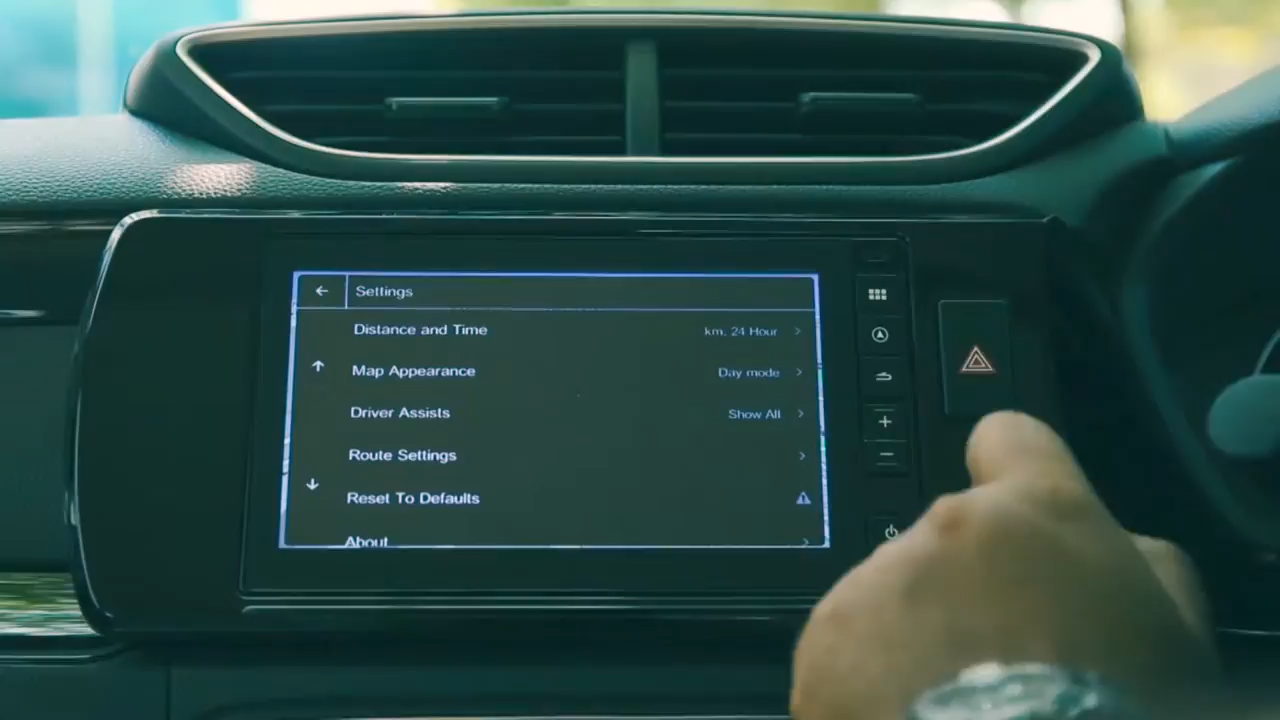 Settings
Distance and Time km, 24 Hour
Map Appearance Day mode
Driver Assists Show All
Route Settings
Reset To Defaults
About